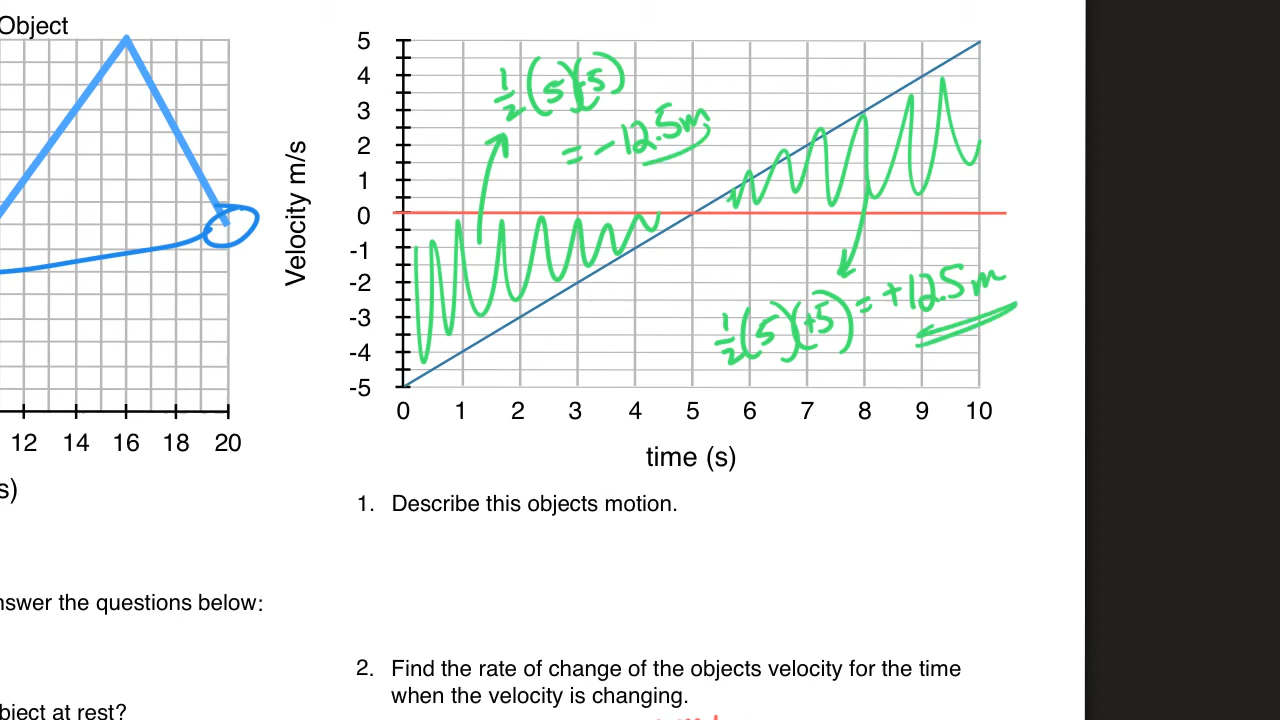 Object
12 14 16 18 20
s)
nswer the questions below:
bject at rest?
Velocity m/s
5
4
3
2
1
0
-1
-2
-3
-4
-5
0 1 2 3 4 5 6 7 8 9 10
time (s)
½(5)(-5)
= -12.5m
½(5)(+5) = +12.5m
1. Describe this objects motion.
2. Find the rate of change of the objects velocity for the time
when the velocity is changing.